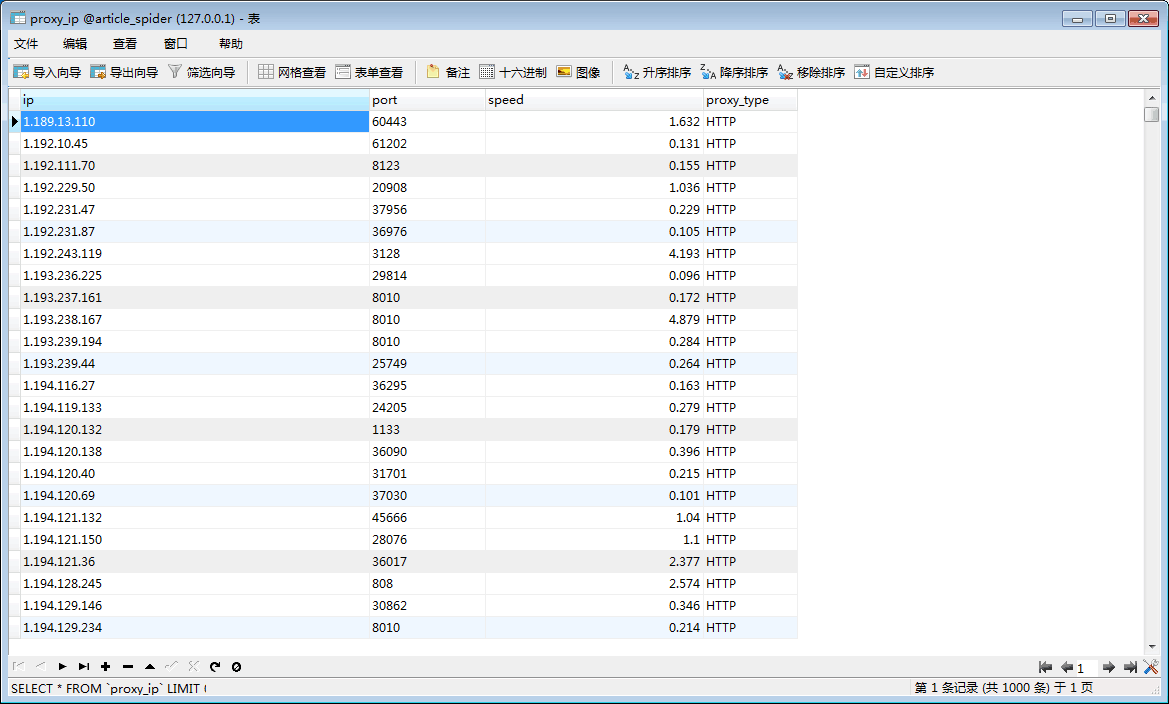 proxy_ip @article_spider (127.0.0.1) - 表
文件 编辑 查看 窗口 帮助
导入向导 导出向导 筛选向导 网格查看 表单查看 备注 十六进制 图像 升序排序 降序排序 移除排序 自定义排序
ip port speed proxy_type
1.189.13.110 60443 1.632 HTTP
1.192.10.45 61202 0.131 HTTP
1.192.111.70 8123 0.155 HTTP
1.192.229.50 20908 1.036 HTTP
1.192.231.47 37956 0.229 HTTP
1.192.231.87 36976 0.105 HTTP
1.192.243.119 3128 4.193 HTTP
1.193.236.225 29814 0.096 HTTP
1.193.237.161 8010 0.172 HTTP
1.193.238.167 8010 4.879 HTTP
1.193.239.194 8010 0.284 HTTP
1.193.239.44 25749 0.264 HTTP
1.194.116.27 36295 0.163 HTTP
1.194.119.133 24205 0.279 HTTP
1.194.120.132 1133 0.179 HTTP
1.194.120.138 36090 0.396 HTTP
1.194.120.40 31701 0.215 HTTP
1.194.120.69 37030 0.101 HTTP
1.194.121.132 45666 1.04 HTTP
1.194.121.150 28076 1.1 HTTP
1.194.121.36 36017 2.377 HTTP
1.194.128.245 808 2.574 HTTP
1.194.129.146 30862 0.346 HTTP
1.194.129.234 8010 0.214 HTTP
1
SELECT * FROM `proxy_ip` LIMIT 第 1 条记录 (共 1000 条) 于 1 页